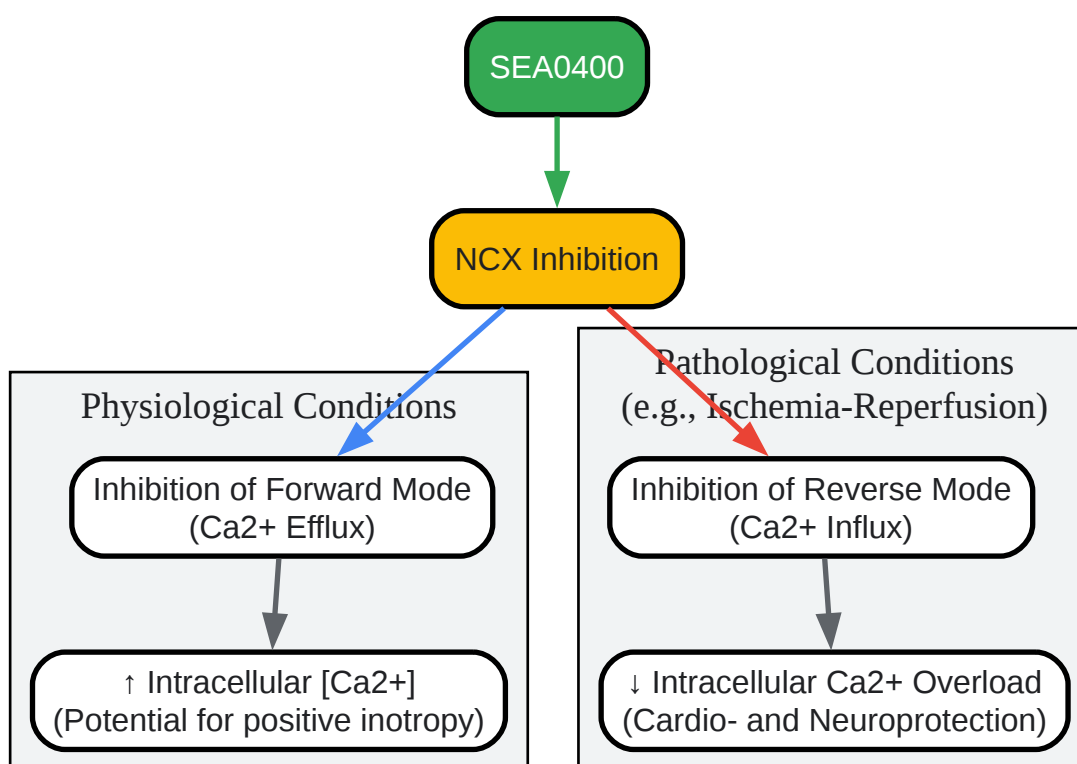 SEA0400
NCX Inhibition
Physiological Conditions
Inhibition of Forward Mode
(Ca2+ Efflux)
↑ Intracellular [Ca2+]
(Potential for positive inotropy)
Pathological Conditions
(e.g., Ischemia-Reperfusion)
Inhibition of Reverse Mode
(Ca2+ Influx)
↓ Intracellular Ca2+ Overload
(Cardio- and Neuroprotection)